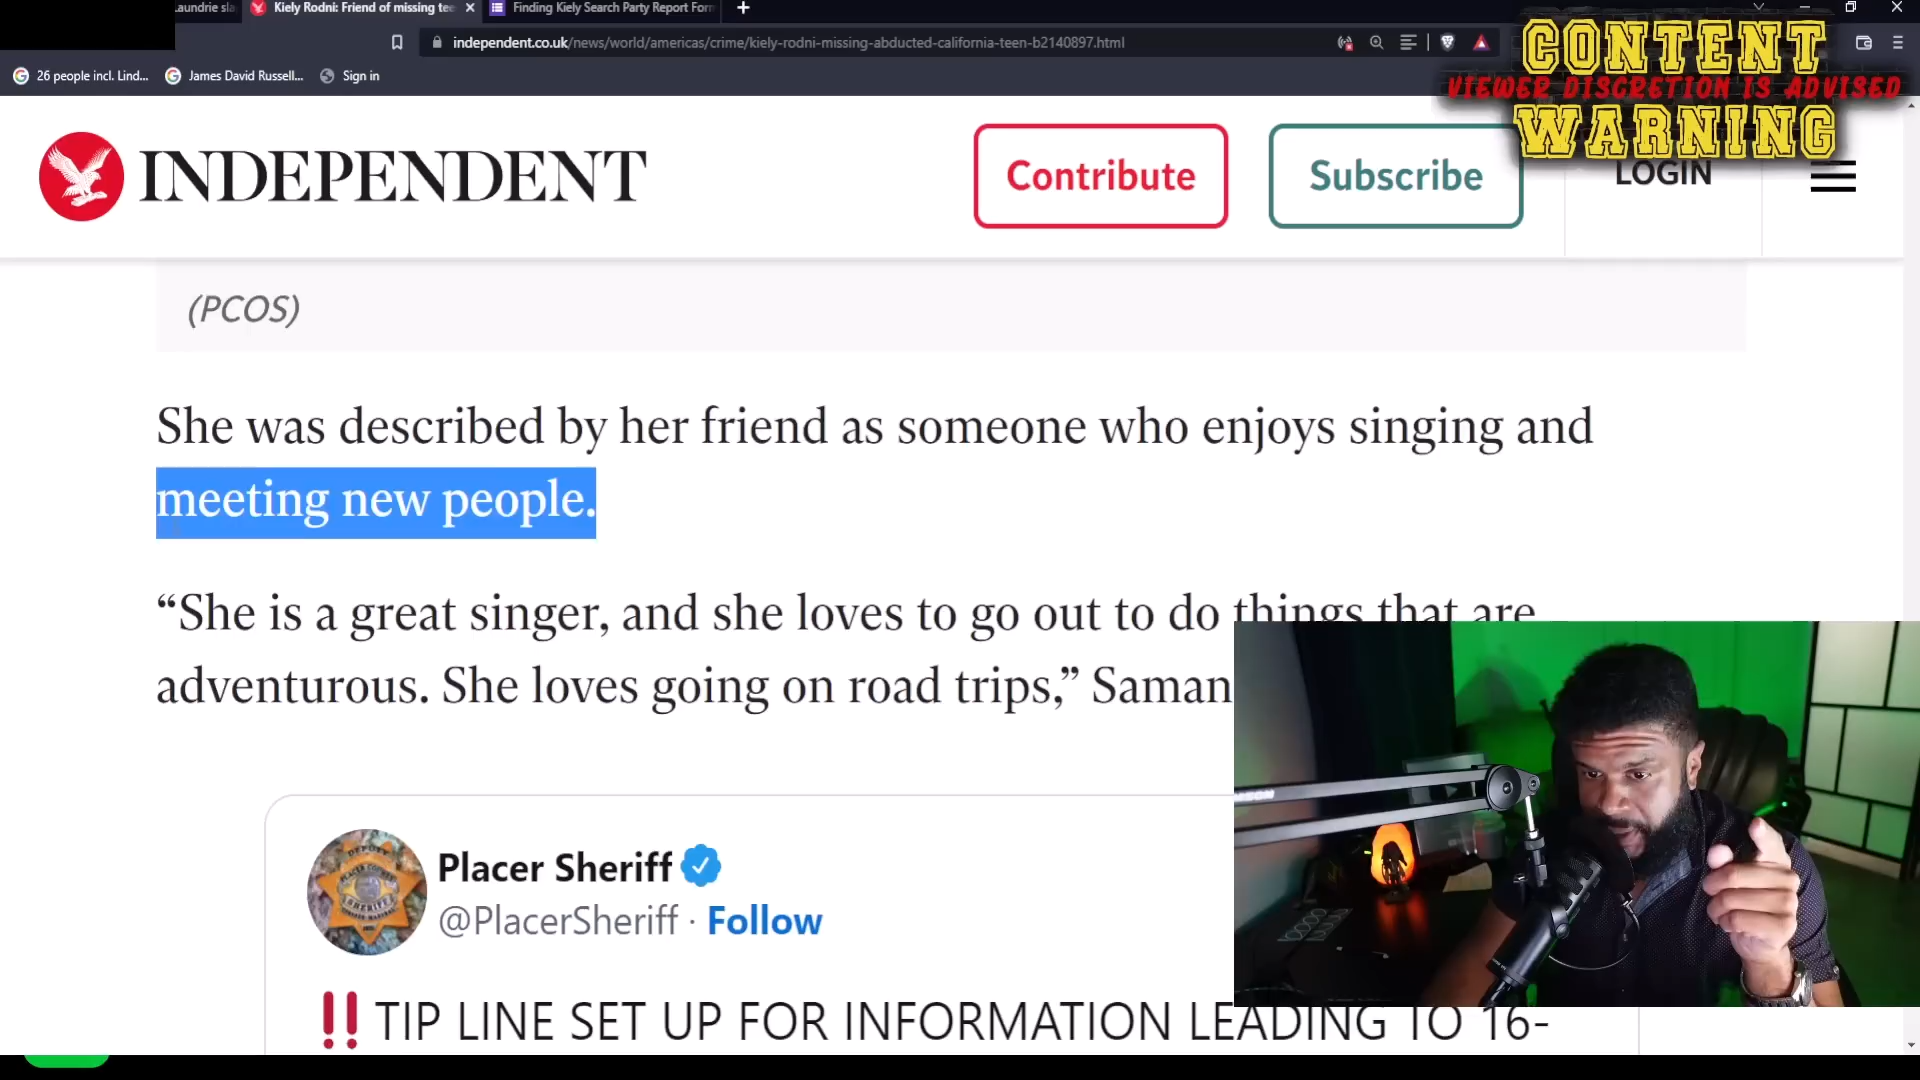 Laundrie sla
Kiely Rodni: Friend of missing tee
Finding Kiely Search Party Report Form
independent.co.uk/news/world/americas/crime/kiely-rodni-missing-abducted-california-teen-b2140897.html
26 people incl. Lind...
James David Russell...
Sign in
CONTENT
VIEWER DISCRETION IS ADVISED
WARNING
INDEPENDENT
Contribute
Subscribe
LOGIN
(PCOS)
She was described by her friend as someone who enjoys singing and
meeting new people.
“She is a great singer, and she loves to go out to do things that are
adventurous. She loves going on road trips,” Saman
Placer Sheriff
@PlacerSheriff · Follow
‼ TIP LINE SET UP FOR INFORMATION LEADING TO 16-